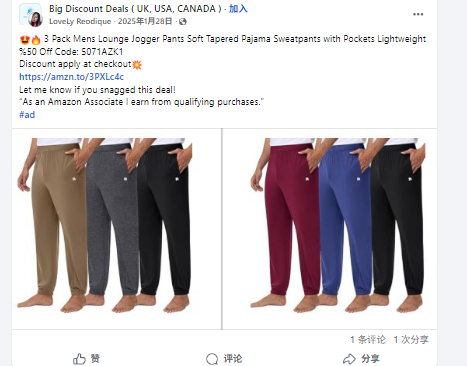 Big Discount Deals ( UK, USA, CANADA ) · 加入
Lovely Reodique · 2025年1月28日 ·
3 Pack Mens Lounge Jogger Pants Soft Tapered Pajama Sweatpants with Pockets Lightweight
%50 Off Code: 5071AZK1
Discount apply at checkout
https://amzn.to/3PXLc4c
Let me know if you snagged this deal!
“As an Amazon Associate I earn from qualifying purchases.”
#ad
1 条评论 1 次分享
赞 评论 分享